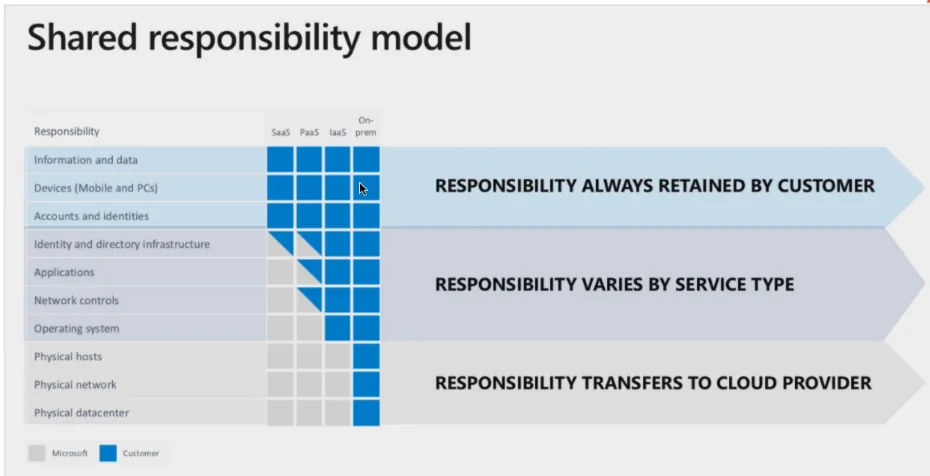 Shared responsibility model
Responsibility
SaaS PaaS IaaS On-
prem
Information and data
Devices (Mobile and PCs)
Accounts and identities
RESPONSIBILITY ALWAYS RETAINED BY CUSTOMER
Identity and directory infrastructure
Applications
Network controls
Operating system
RESPONSIBILITY VARIES BY SERVICE TYPE
Physical hosts
Physical network
Physical datacenter
RESPONSIBILITY TRANSFERS TO CLOUD PROVIDER
Microsoft Customer